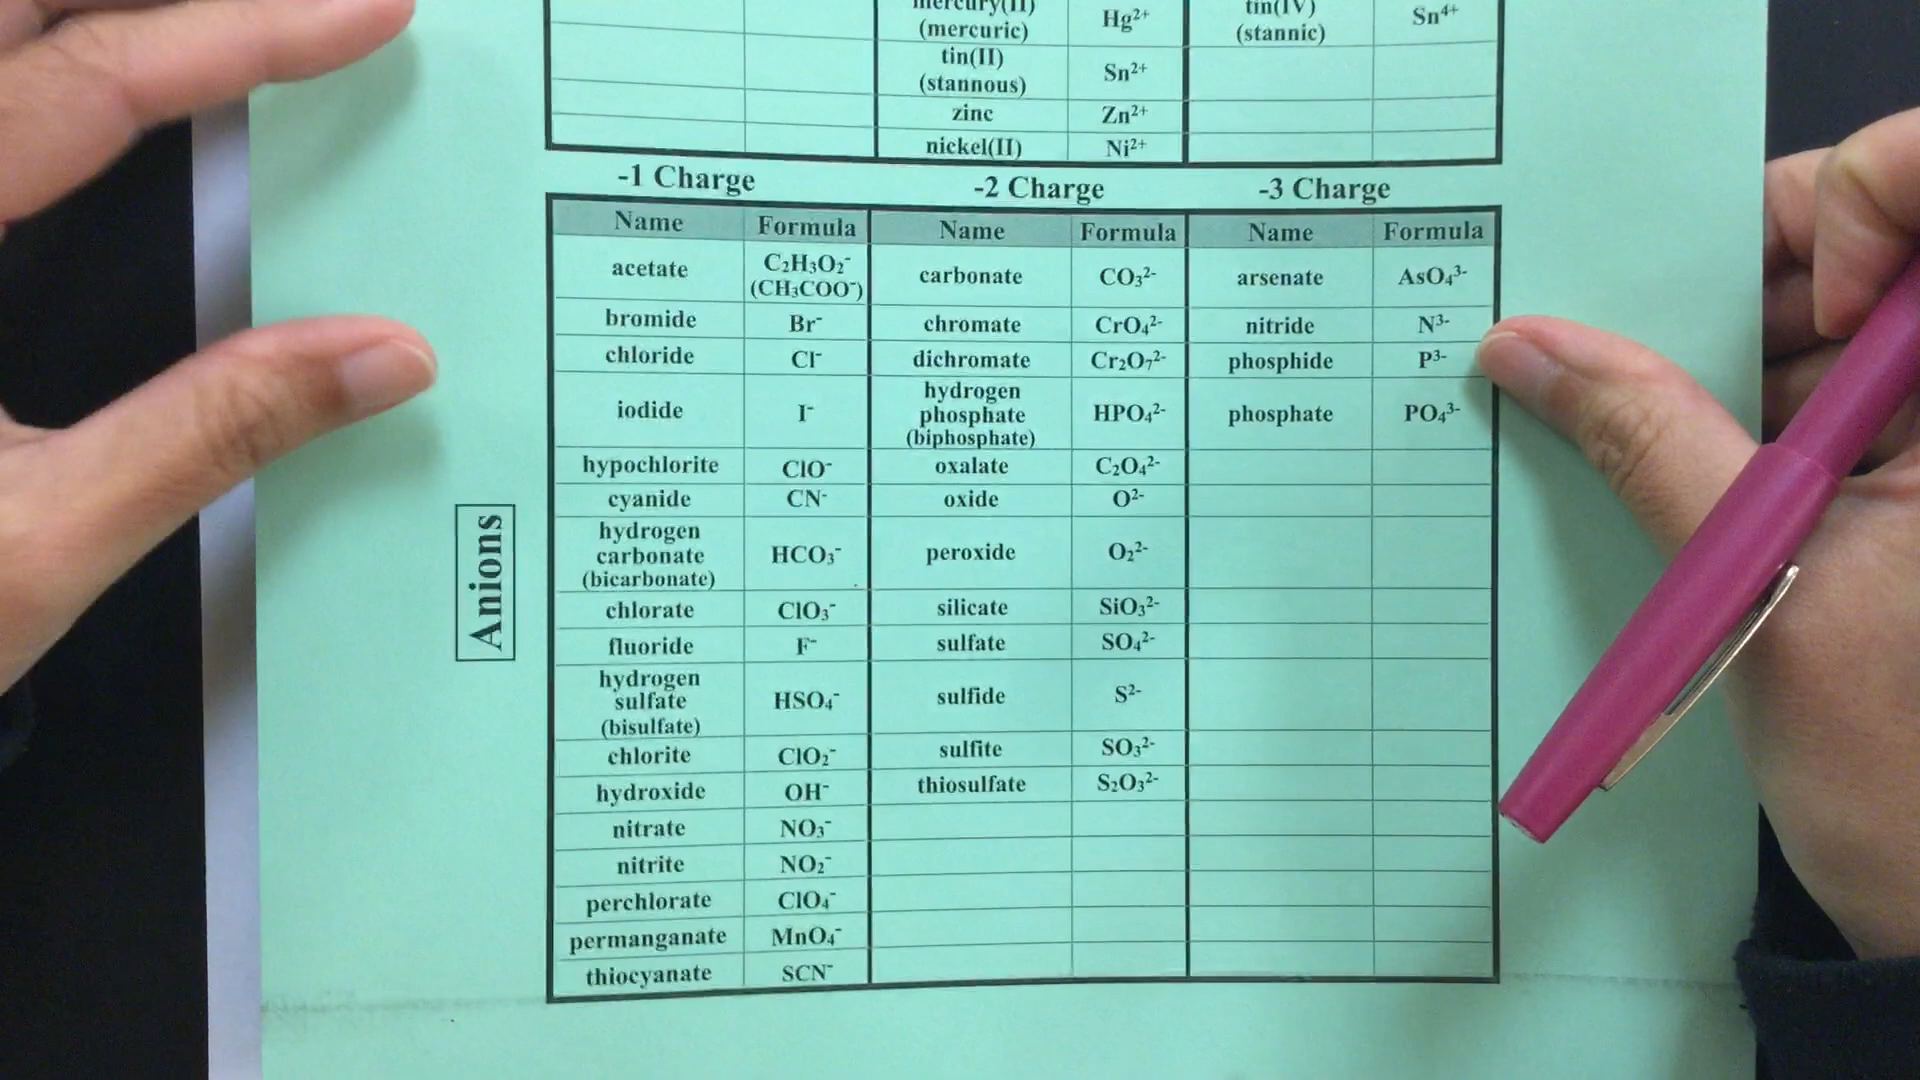 mercury(II) Hg²⁺ tin(IV) Sn⁴⁺
(mercuric) (stannic)
tin(II) Sn²⁺
(stannous)
zinc Zn²⁺
nickel(II) Ni²⁺
-1 Charge -2 Charge -3 Charge
Name Formula Name Formula Name Formula
acetate C₂H₃O₂⁻ carbonate CO₃²⁻ arsenate AsO₄³⁻
(CH₃COO⁻)
bromide Br⁻ chromate CrO₄²⁻ nitride N³⁻
chloride Cl⁻ dichromate Cr₂O₇²⁻ phosphide P³⁻
iodide I⁻ hydrogen phosphate (biphosphate) HPO₄²⁻ phosphate PO₄³⁻
hypochlorite ClO⁻ oxalate C₂O₄²⁻
cyanide CN⁻ oxide O²⁻
hydrogen carbonate (bicarbonate) HCO₃⁻ peroxide O₂²⁻
chlorate ClO₃⁻ silicate SiO₃²⁻
fluoride F⁻ sulfate SO₄²⁻
hydrogen sulfate (bisulfate) HSO₄⁻ sulfide S²⁻
chlorite ClO₂⁻ sulfite SO₃²⁻
hydroxide OH⁻ thiosulfate S₂O₃²⁻
nitrate NO₃⁻
nitrite NO₂⁻
perchlorate ClO₄⁻
permanganate MnO₄⁻
thiocyanate SCN⁻
Anions